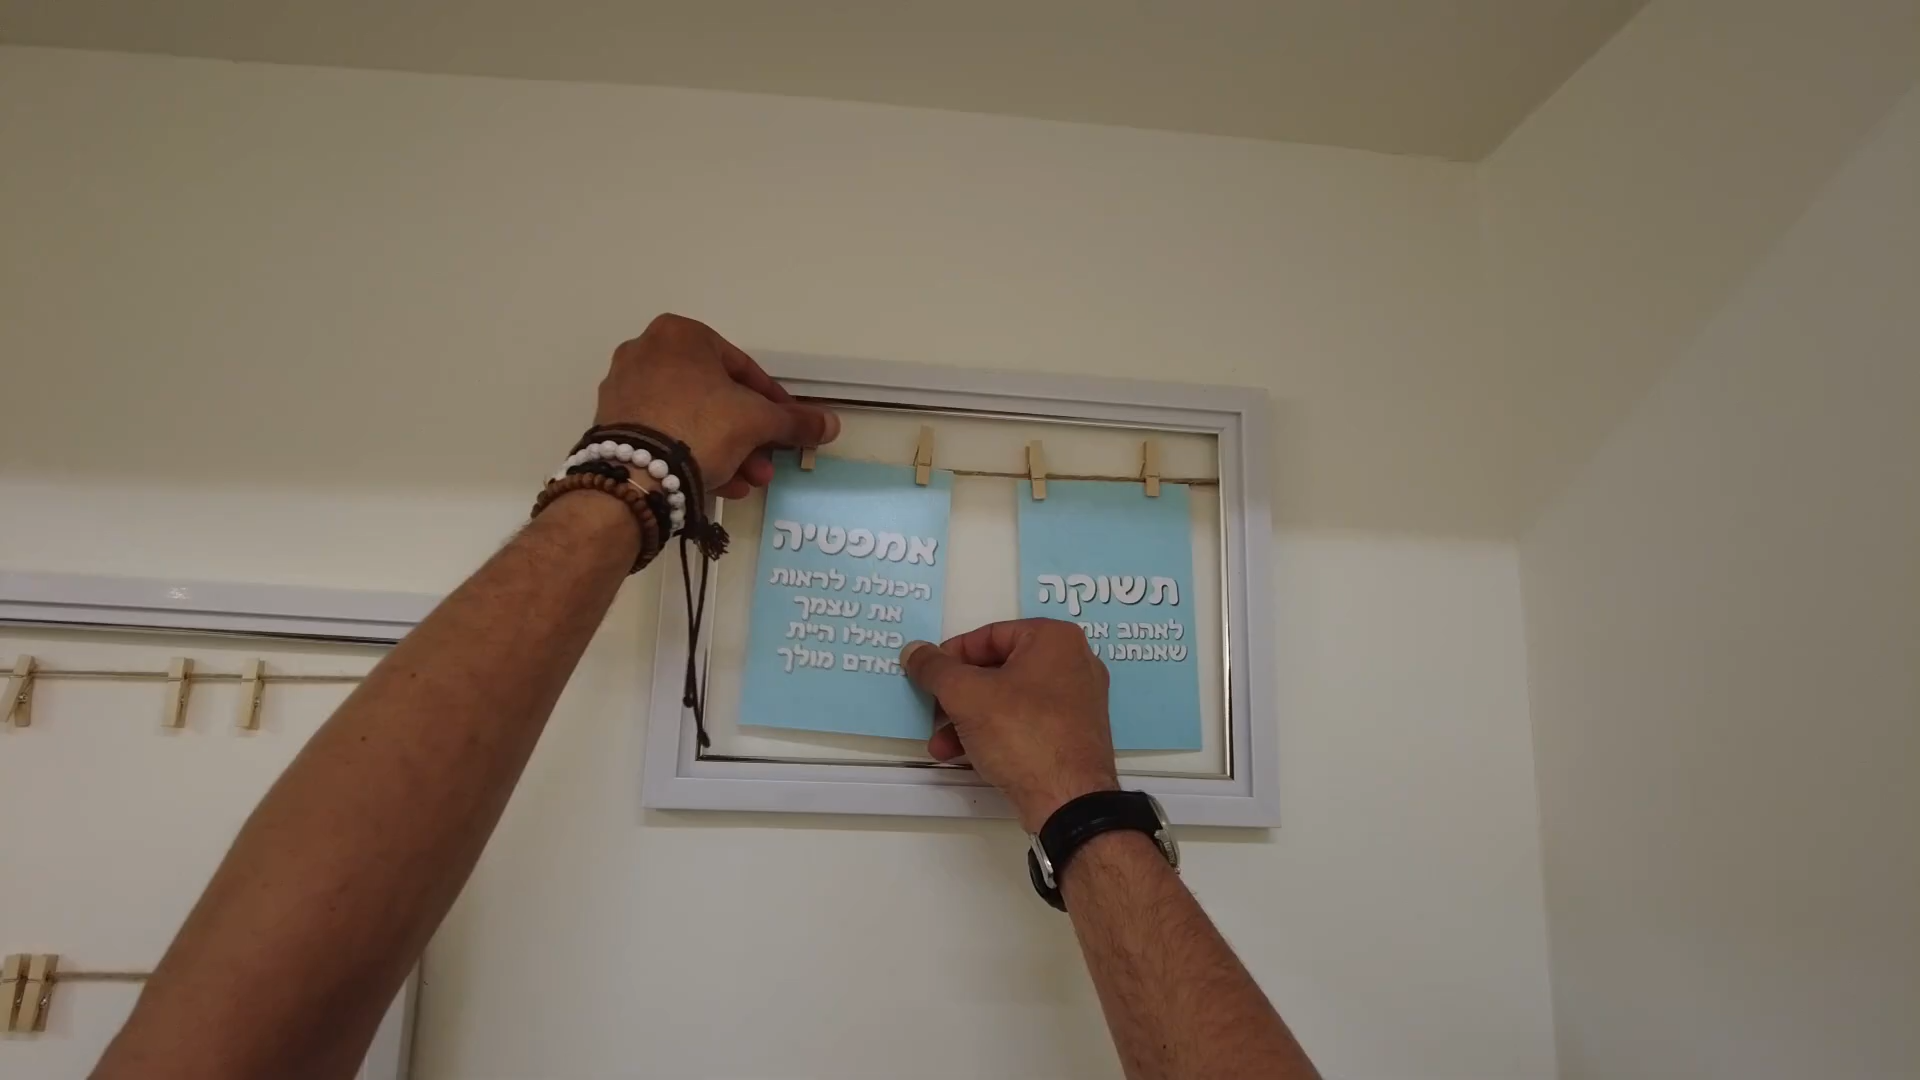 תשוקה
לאהוב
שאנחנו
אמפטיה
היכולת לראות
את עצמך
כאילו היית
האדם מולך